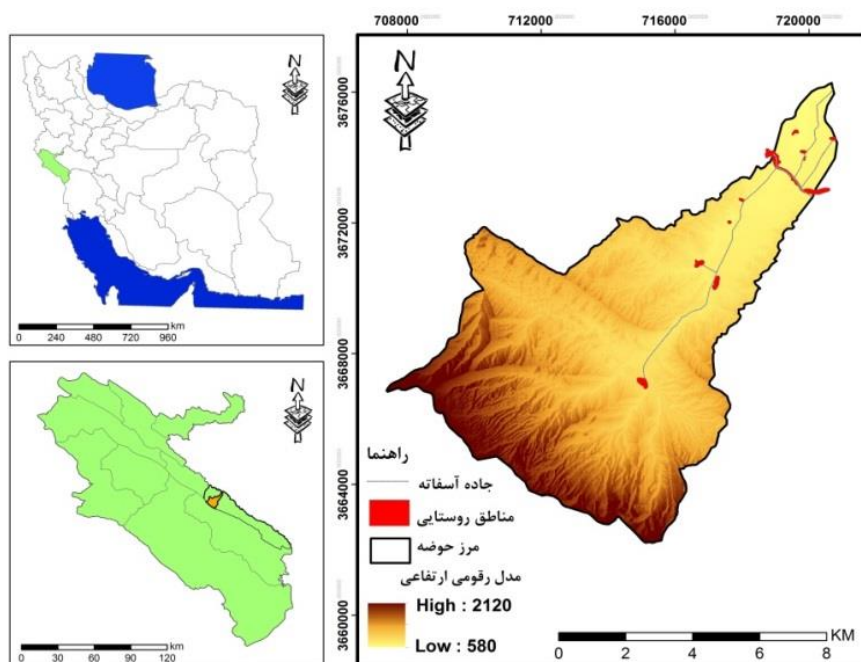 708000 712000 716000 720000
N
km
0 240 480 720 960
N
km
0 30 60 90 120
N
3676000
3672000
3668000
3664000
3660000
راهنما
جاده آسفالته
مناطق روستایی
مرز حوضه
مدل رقومی ارتفاعی
High : 2120
Low : 580
KM
0 2 4 6 8